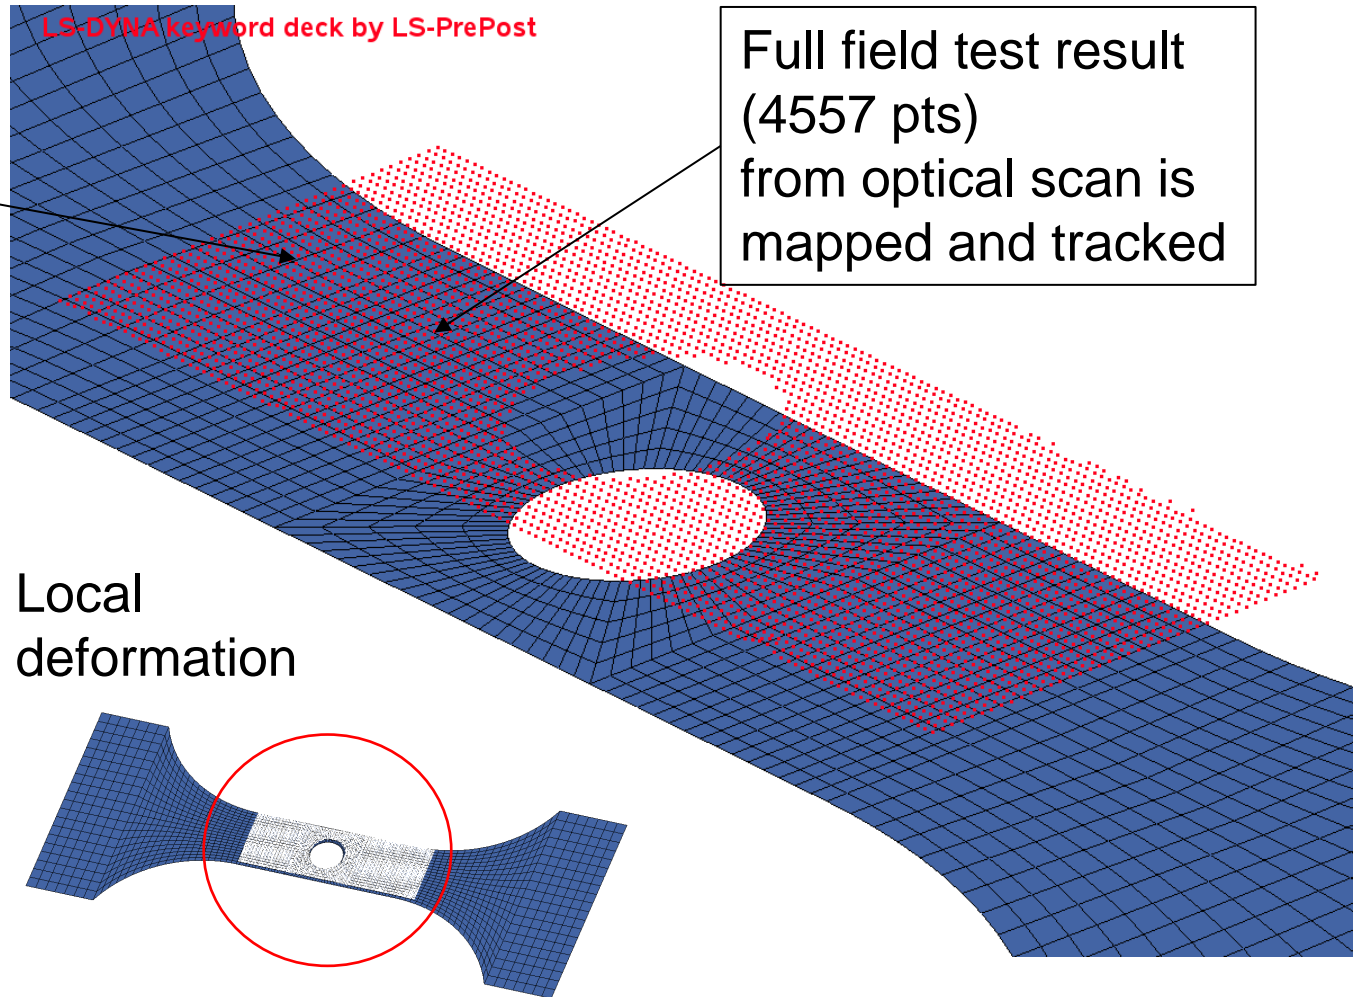 LS-DYNA keyword deck by LS-PrePost
Full field test result
(4557 pts)
from optical scan is
mapped and tracked
Local
deformation